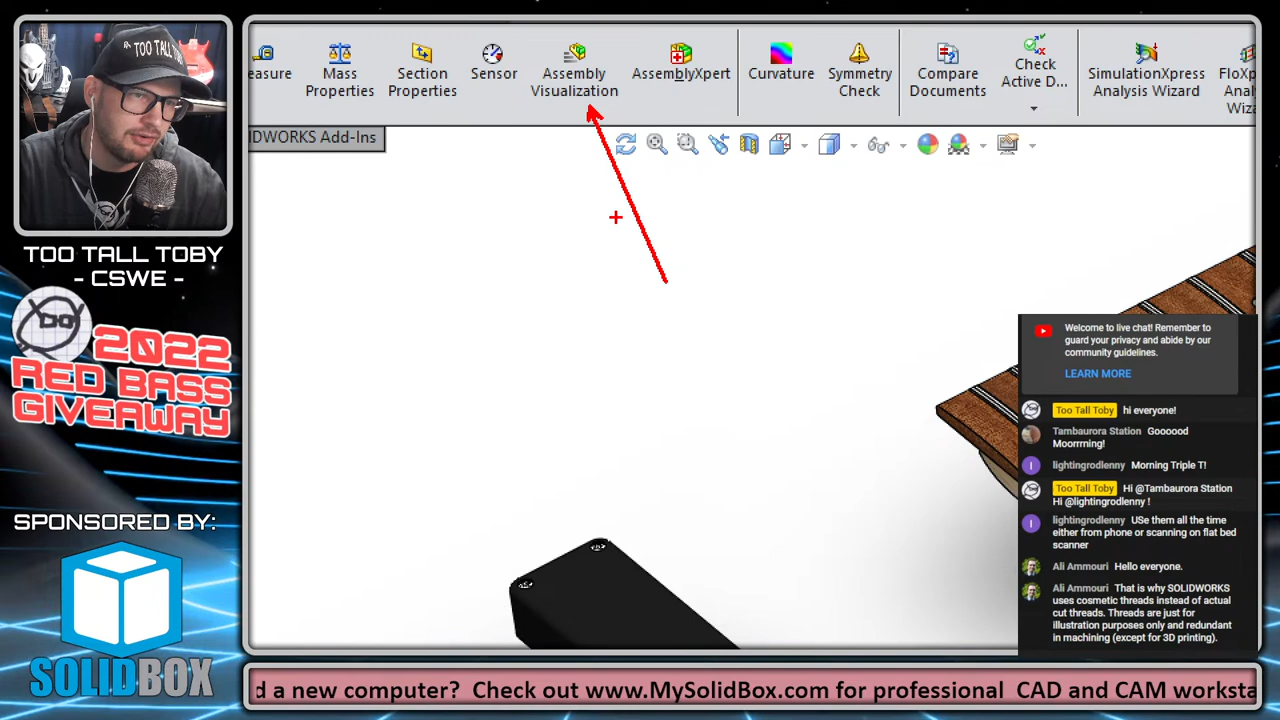 TOO TALL TOBY
TOO TALL TOBY
- CSWE -
2022
RED BASS
GIVEAWAY
SPONSORED BY:
SOLIDBOX
easure
Mass
Properties
Section
Properties
Sensor
Assembly
Visualization
AssemblyXpert
Curvature
Symmetry
Check
Compare
Documents
Check
Active D...
SimulationXpress
Analysis Wizard
FloXp
Anal
Wiza
IDWORKS Add-Ins
Welcome to live chat! Remember to
guard your privacy and abide by our
community guidelines.
LEARN MORE
Too Tall Toby hi everyone!
Tambaurora Station Goooood
Moorrrning!
I lightingrodlenny Morning Triple T!
Too Tall Toby Hi @Tambaurora Station
Hi @lightingrodlenny !
I lightingrodlenny USe them all the time
either from phone or scanning on flat bed
scanner
Ali Ammouri Hello everyone.
Ali Ammouri That is why SOLIDWORKS
uses cosmetic threads instead of actual
cut threads. Threads are just for
illustration purposes only and redundant
in machining (except for 3D printing).
d a new computer? Check out www.MySolidBox.com for professional CAD and CAM worksta